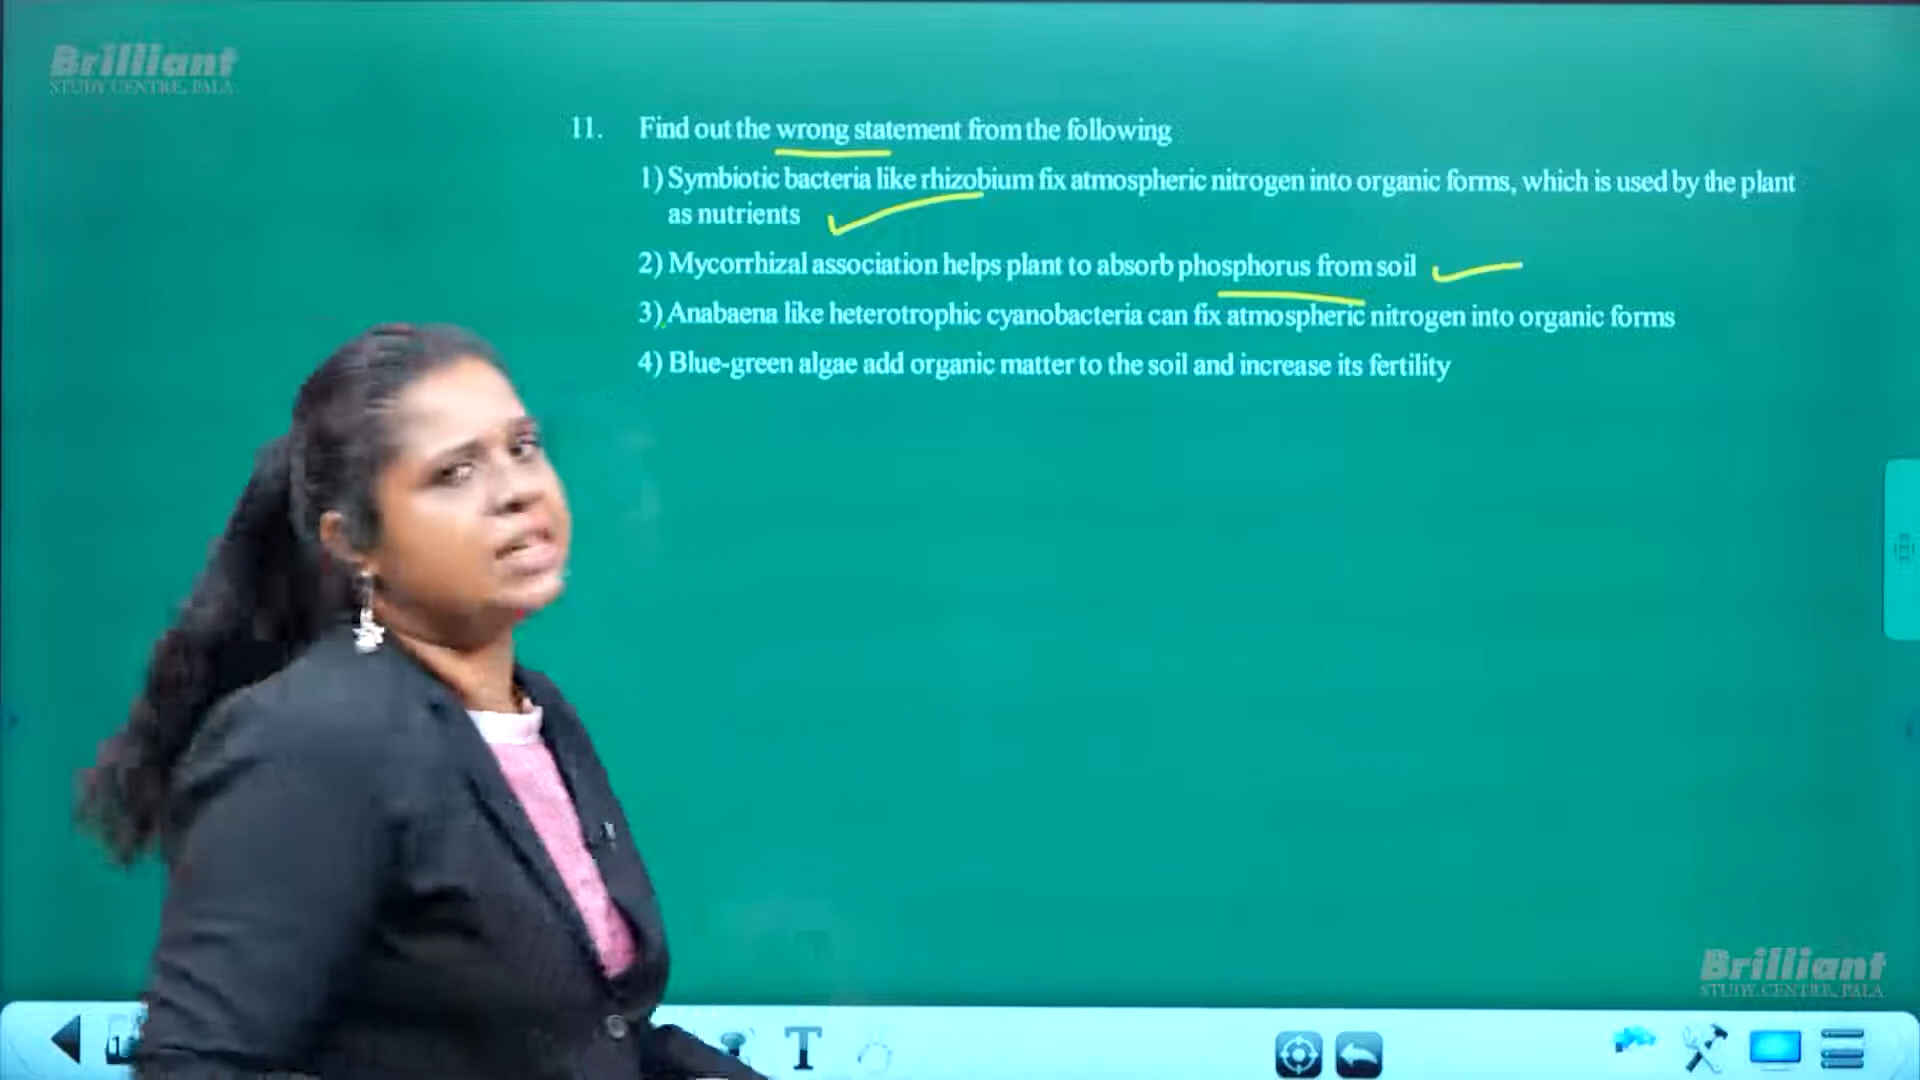 Brilliant
STUDY CENTRE, PALA
11. Find out the wrong statement from the following
1) Symbiotic bacteria like rhizobium fix atmospheric nitrogen into organic forms, which is used by the plant
as nutrients
2) Mycorrhizal association helps plant to absorb phosphorus from soil
3) Anabaena like heterotrophic cyanobacteria can fix atmospheric nitrogen into organic forms
4) Blue-green algae add organic matter to the soil and increase its fertility
Brilliant
STUDY CENTRE, PALA
T